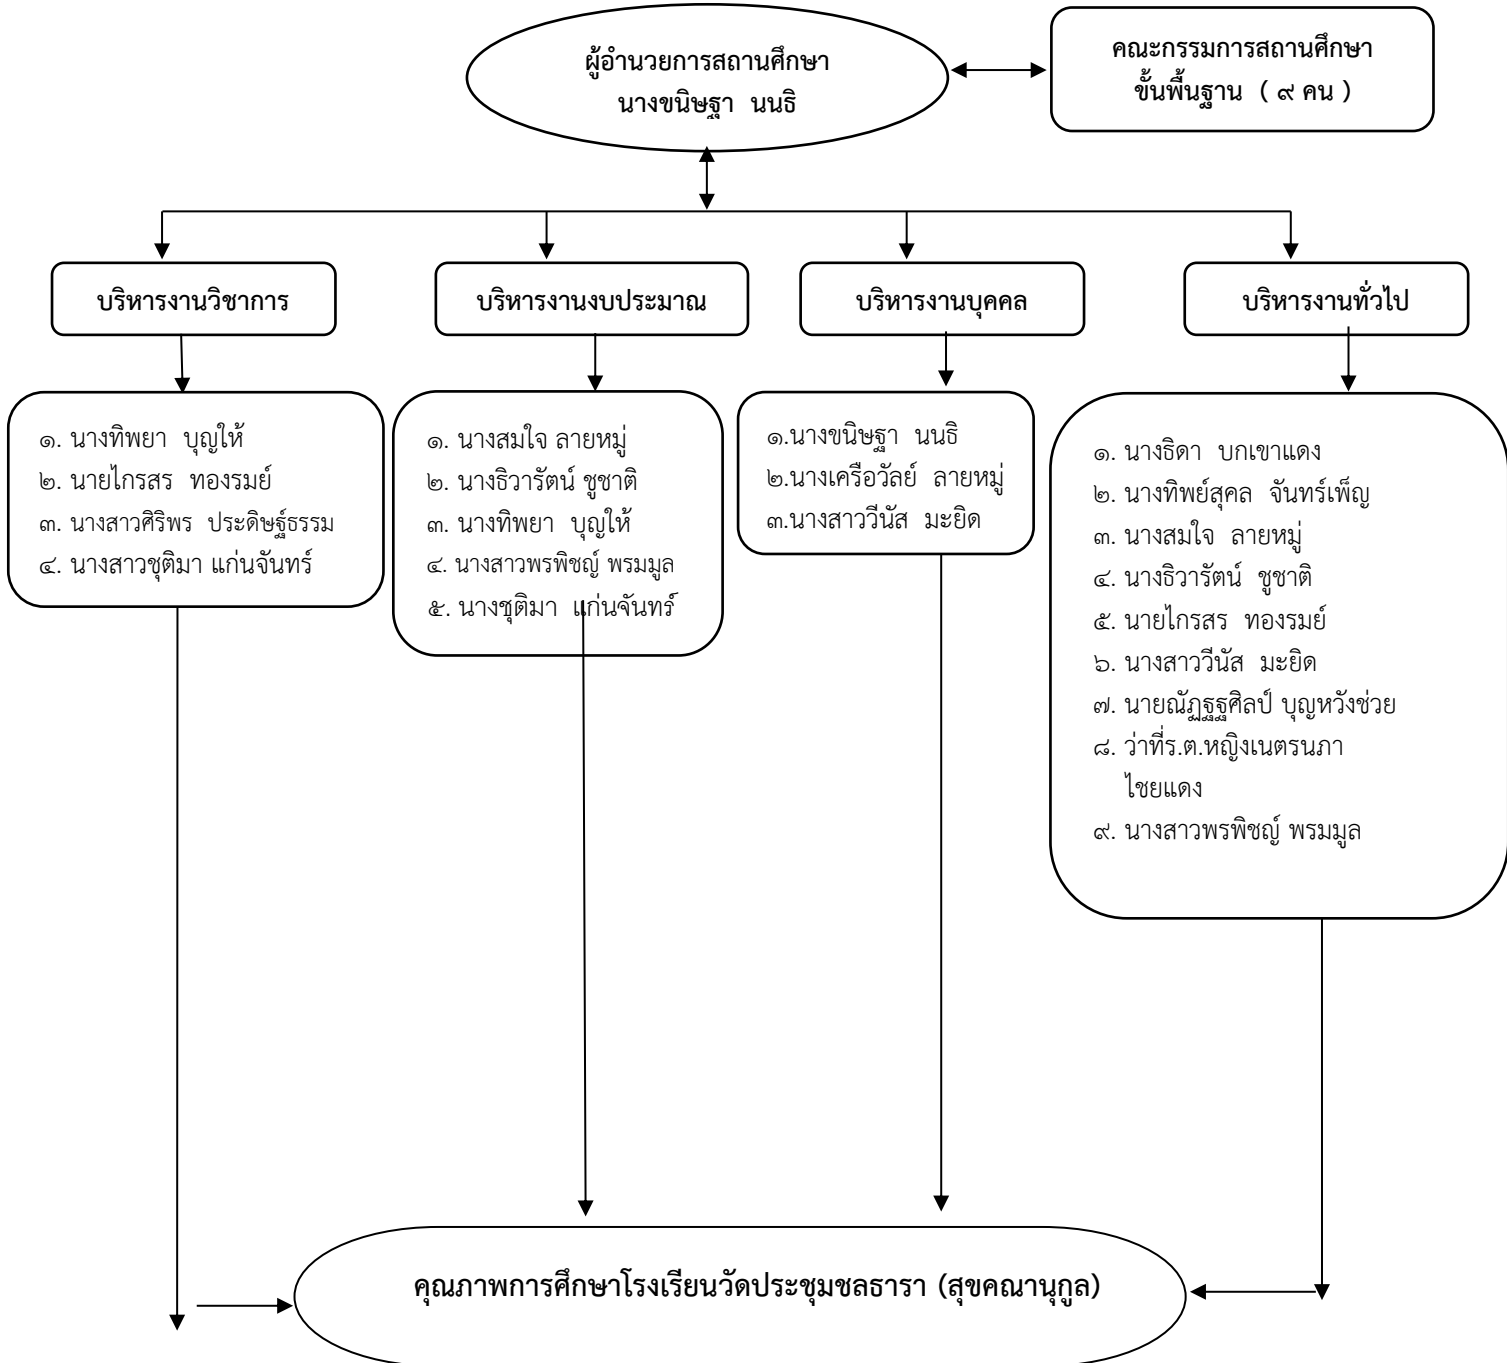 ผู้อำนวยการสถานศึกษา
นางขนิษฐา นนธิ
คณะกรรมการสถานศึกษา
ขั้นพื้นฐาน ( ๙ คน )
บริหารงานวิชาการ
บริหารงานงบประมาณ
บริหารงานบุคคล
บริหารงานทั่วไป
๑. นางทิพยา บุญให้
๒. นายไกรสร ทองรมย์
๓. นางสาวศิริพร ประดิษฐ์ธรรม
๔. นางสาวชุติมา แก่นจันทร์
๑. นางสมใจ ลายหมู่
๒. นางธิวารัตน์ ชูชาติ
๓. นางทิพยา บุญให้
๔. นางสาวพรพิชญ์ พรมมูล
๕. นางชุติมา แก่นจันทร์
๑.นางขนิษฐา นนธิ
๒.นางเครือวัลย์ ลายหมู่
๓.นางสาววีนัส มะยิด
๑. นางธิดา บกเขาแดง
๒. นางทิพย์สุคล จันทร์เพ็ญ
๓. นางสมใจ ลายหมู่
๔. นางธิวารัตน์ ชูชาติ
๕. นายไกรสร ทองรมย์
๖. นางสาววีนัส มะยิด
๗. นายณัฏฐฐศิลป์ บุญหวังช่วย
๘. ว่าที่ร.ต.หญิงเนตรนภา
ไชยแดง
๙. นางสาวพรพิชญ์ พรมมูล
คุณภาพการศึกษาโรงเรียนวัดประชุมชลธารา (สุขคณานุกูล)